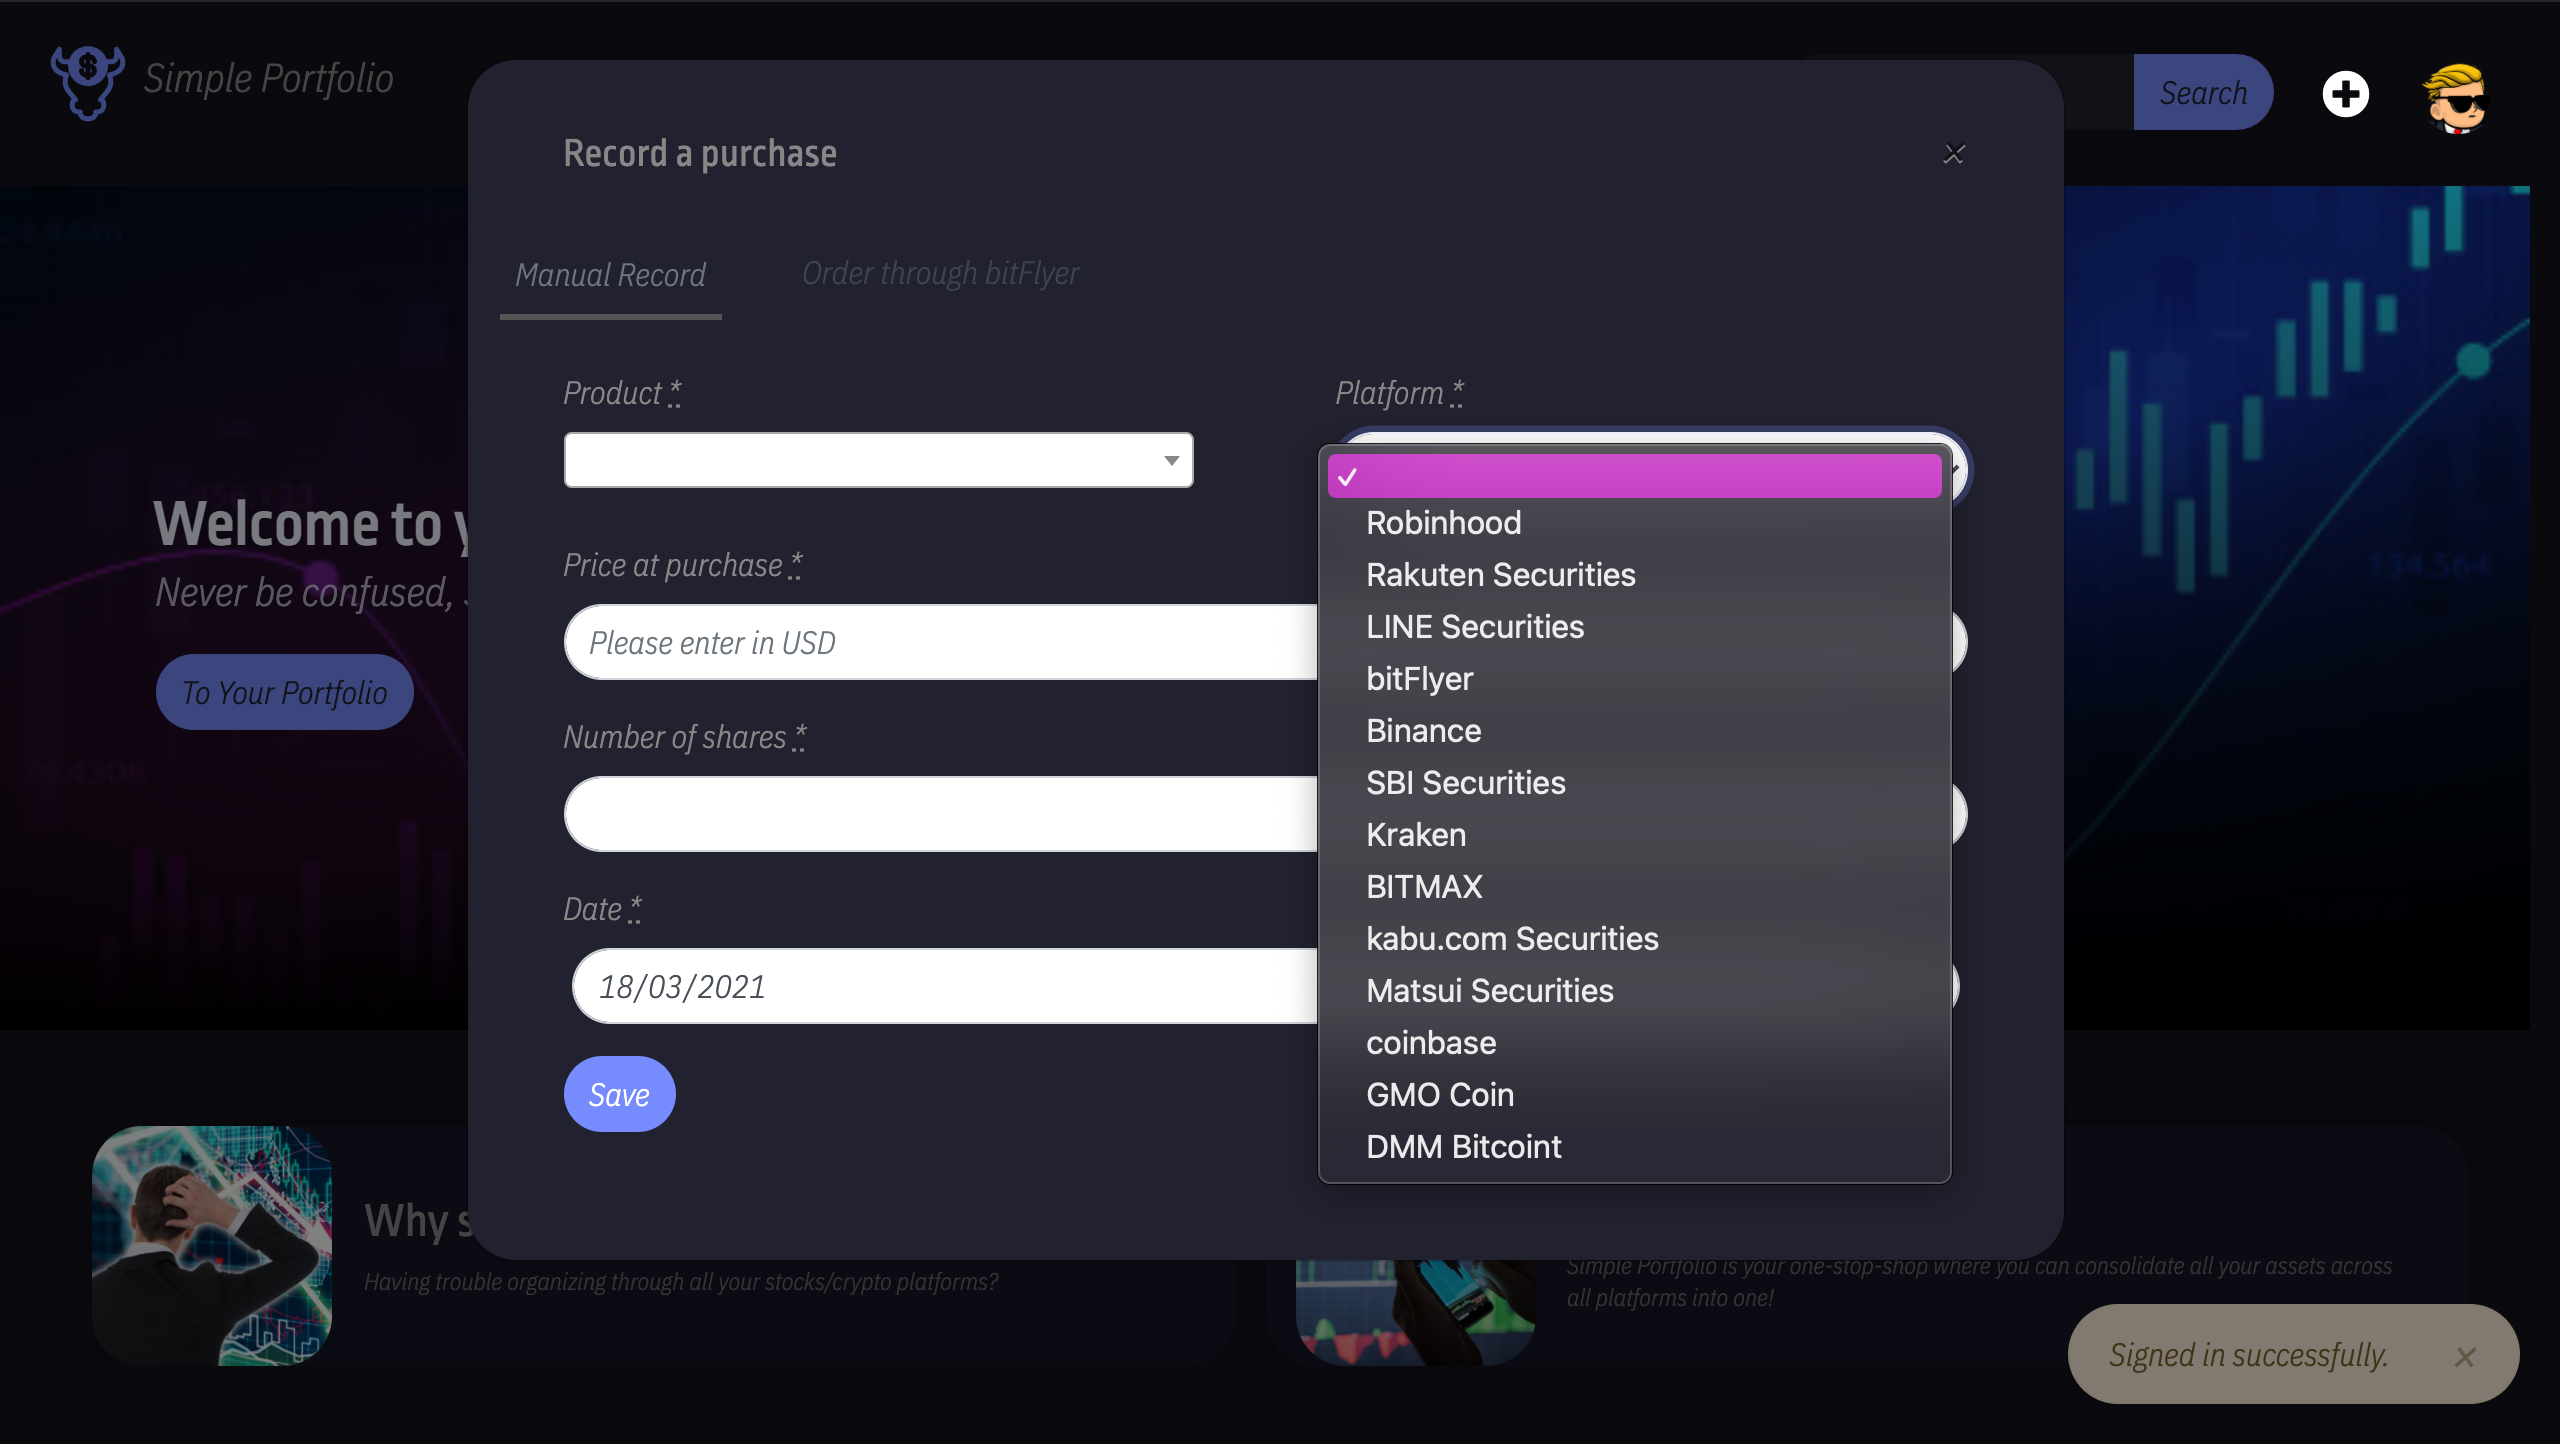 Simple Portfolio
Search
Record a purchase
Manual Record
Order through bitFlyer
Product *
Platform *
Robinhood
Rakuten Securities
LINE Securities
bitFlyer
Binance
SBI Securities
Kraken
BITMAX
kabu.com Securities
Matsui Securities
coinbase
GMO Coin
DMM Bitcoint
Price at purchase *
Please enter in USD
Number of shares *
Date *
18/03/2021
Save
Welcome to
Never be confused,
To Your Portfolio
134.564
76.4308
Why s
Having trouble organizing through all your stocks/crypto platforms?
Simple Portfolio is your one-stop-shop where you can consolidate all your assets across
all platforms into one!
Signed in successfully.